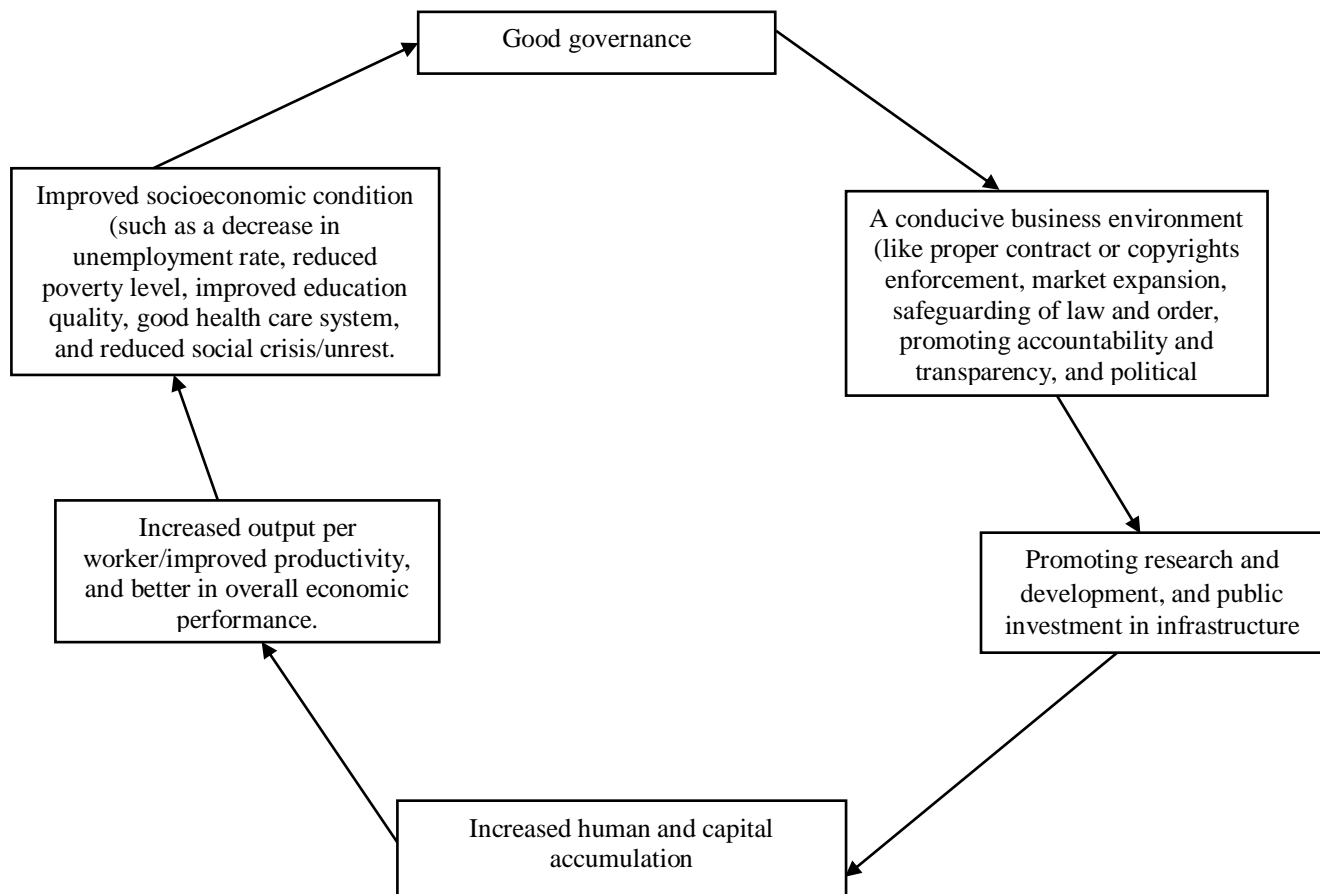 Good governance
A conducive business environment
(like proper contract or copyrights
enforcement, market expansion,
safeguarding of law and order,
promoting accountability and
transparency, and political
Promoting research and
development, and public
investment in infrastructure
Increased human and capital
accumulation
Increased output per
worker/improved productivity,
and better in overall economic
performance.
Improved socioeconomic condition
(such as a decrease in
unemployment rate, reduced
poverty level, improved education
quality, good health care system,
and reduced social crisis/unrest.